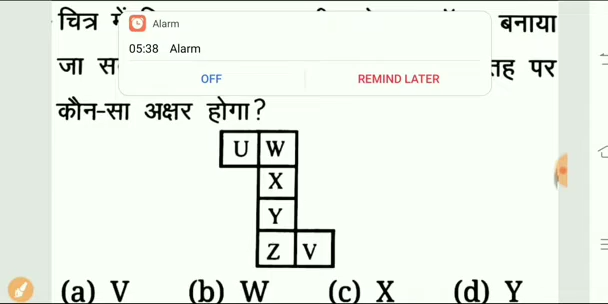 चित्र में बनाया
Alarm
05:38 Alarm
जा तह पर
OFF REMIND LATER
कौन-सा अक्षर होगा?
U W
X
Y
Z V
(a) V (b) W (c) X (d) Y